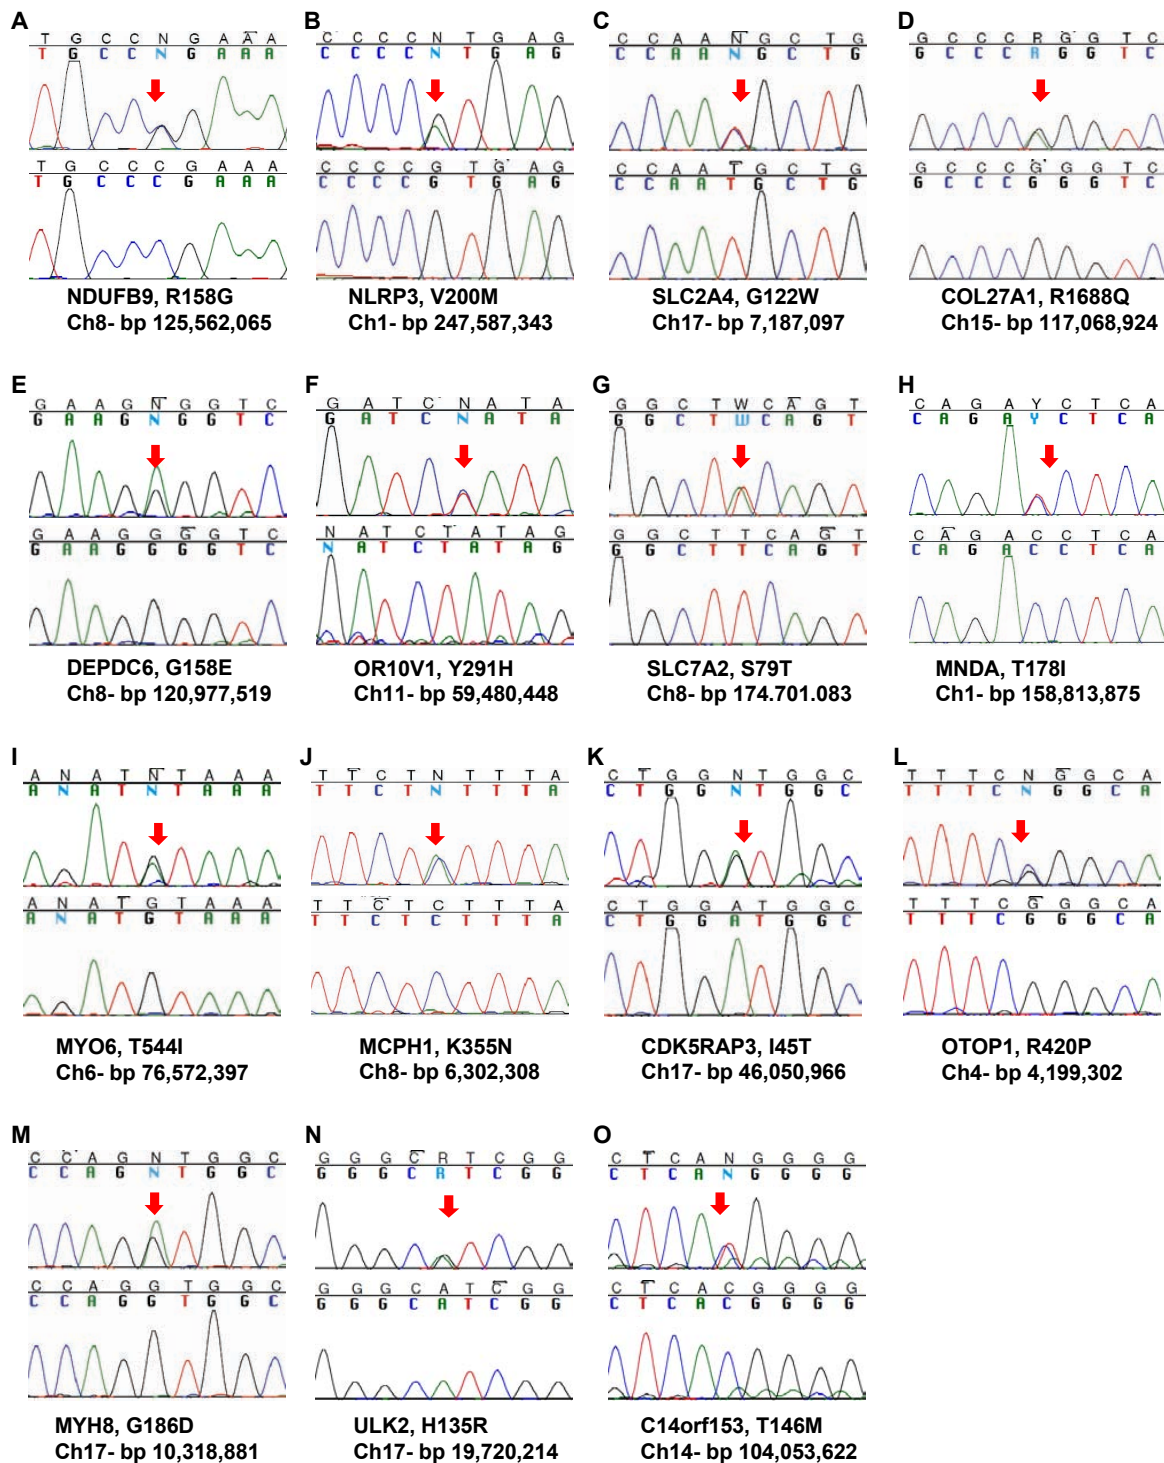 A
T G C C N G A A A
T G C C N G A A A
T G C C C G A A A
T G C C C G A A A
NDUFB9, R158G
Ch8- bp 125,562,065
B
C C C C N T G A G
C C C C N T G A G
C C C C G T G A G
C C C C G T G A G
NLRP3, V200M
Ch1- bp 247,587,343
C
C C A A N G C T G
C C A A N G C T G
C C A A T G C T G
C C A A T G C T G
SLC2A4, G122W
Ch17- bp 7,187,097
D
G C C C R G G T C
G C C C R G G T C
G C C C G G G T C
G C C C G G G T C
COL27A1, R1688Q
Ch15- bp 117,068,924
E
G A A G N G G T C
G A A G N G G T C
G A A G G G G T C
G A A G G G G T C
DEPDC6, G158E
Ch8- bp 120,977,519
F
G A T C N A T A
G A T C N A T A
N A T C T A T A G
N A T C T A T A G
OR10V1, Y291H
Ch11- bp 59,480,448
G
G G C T W C A G T
G G C T W C A G T
G G C T T C A G T
G G C T T C A G T
SLC7A2, S79T
Ch8- bp 174.701.083
H
C A G A Y C T C A
C A G A Y C T C A
C A G A C C T C A
C A G A C C T C A
MNDA, T178I
Ch1- bp 158,813,875
I
A N A T N T A A A
A N A T N T A A A
A N A T G T A A A
A N A T G T A A A
MYO6, T544I
Ch6- bp 76,572,397
J
T T C T N T T T A
T T C T N T T T A
T T C T C T T T A
T T C T C T T T A
MCPH1, K355N
Ch8- bp 6,302,308
K
C T G G N T G G C
C T G G N T G G C
C T G G A T G G C
C T G G A T G G C
CDK5RAP3, I45T
Ch17- bp 46,050,966
L
T T T C N G G C A
T T T C N G G C A
T T T C G G G C A
T T T C G G G C A
OTOP1, R420P
Ch4- bp 4,199,302
M
C C A G N T G G C
C C A G N T G G C
C C A G G T G G C
C C A G G T G G C
MYH8, G186D
Ch17- bp 10,318,881
N
G G G C R T C G G
G G G C R T C G G
G G G C A T C G G
G G G C A T C G G
ULK2, H135R
Ch17- bp 19,720,214
O
C T C A N G G G G
C T C A N G G G G
C T C A C G G G G
C T C A C G G G G
C14orf153, T146M
Ch14- bp 104,053,622